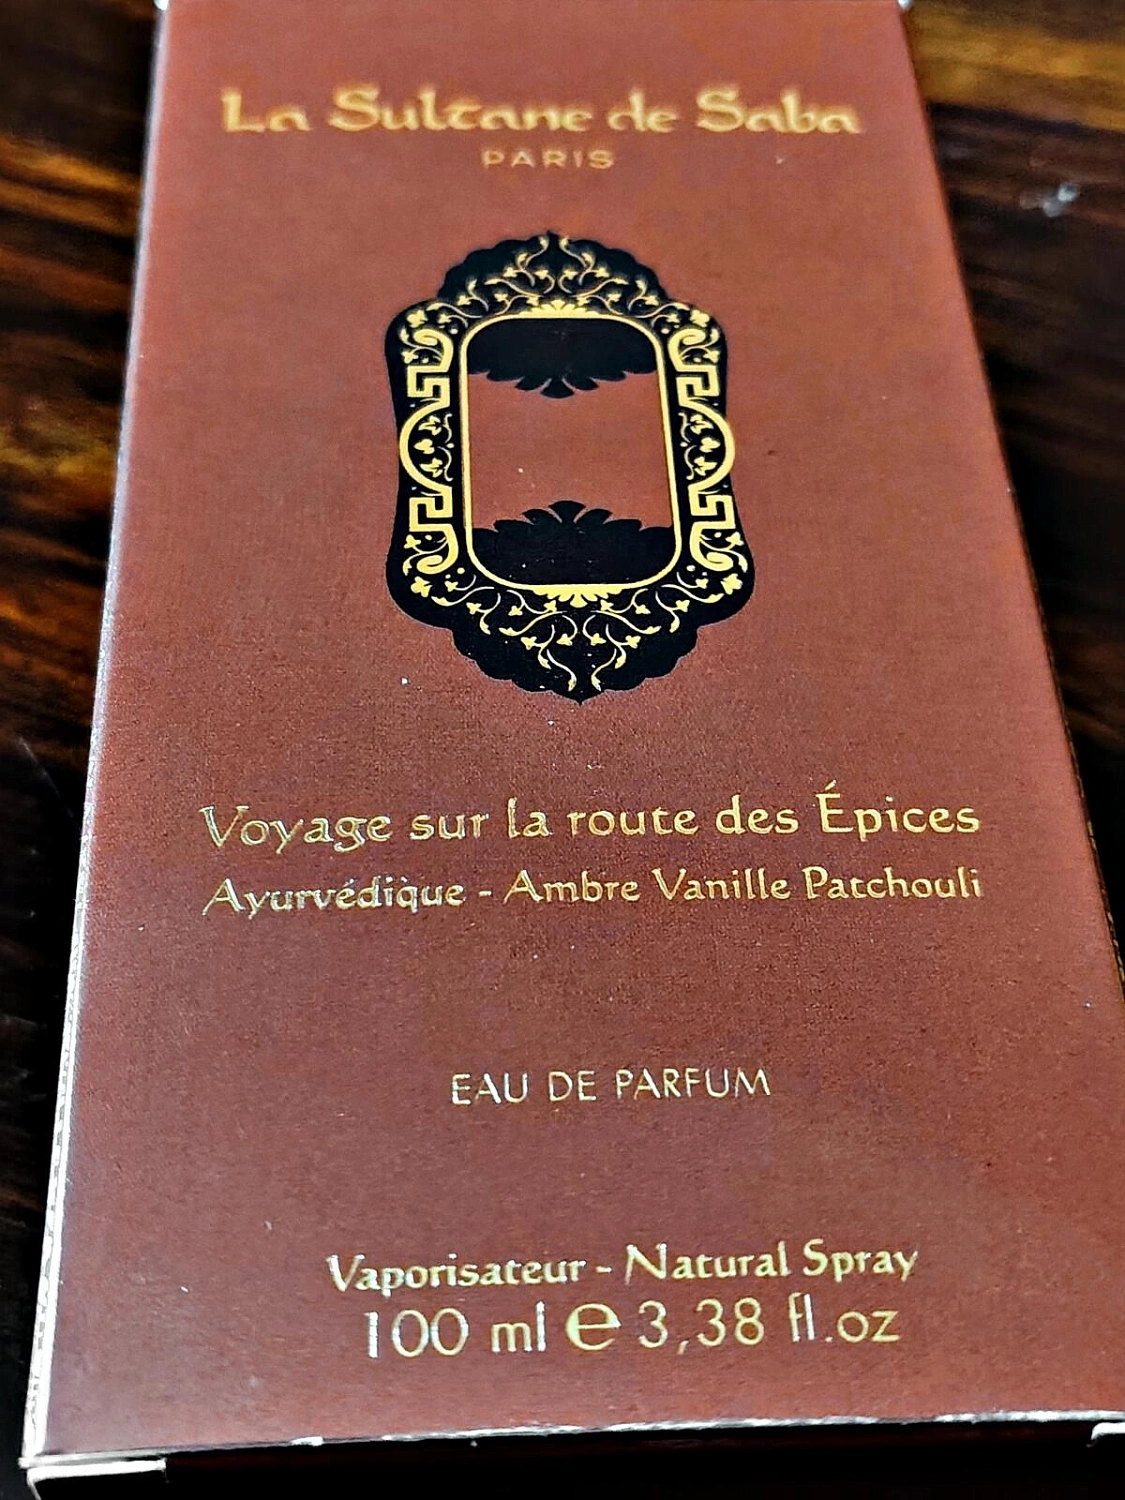 La Sultane de Saba
PARIS
Voyage sur la route des Épices
Ayurvédique - Ambre Vanille Patchouli
EAU DE PARFUM
Vaporisateur - Natural Spray
100 ml e 3,38 fl.oz